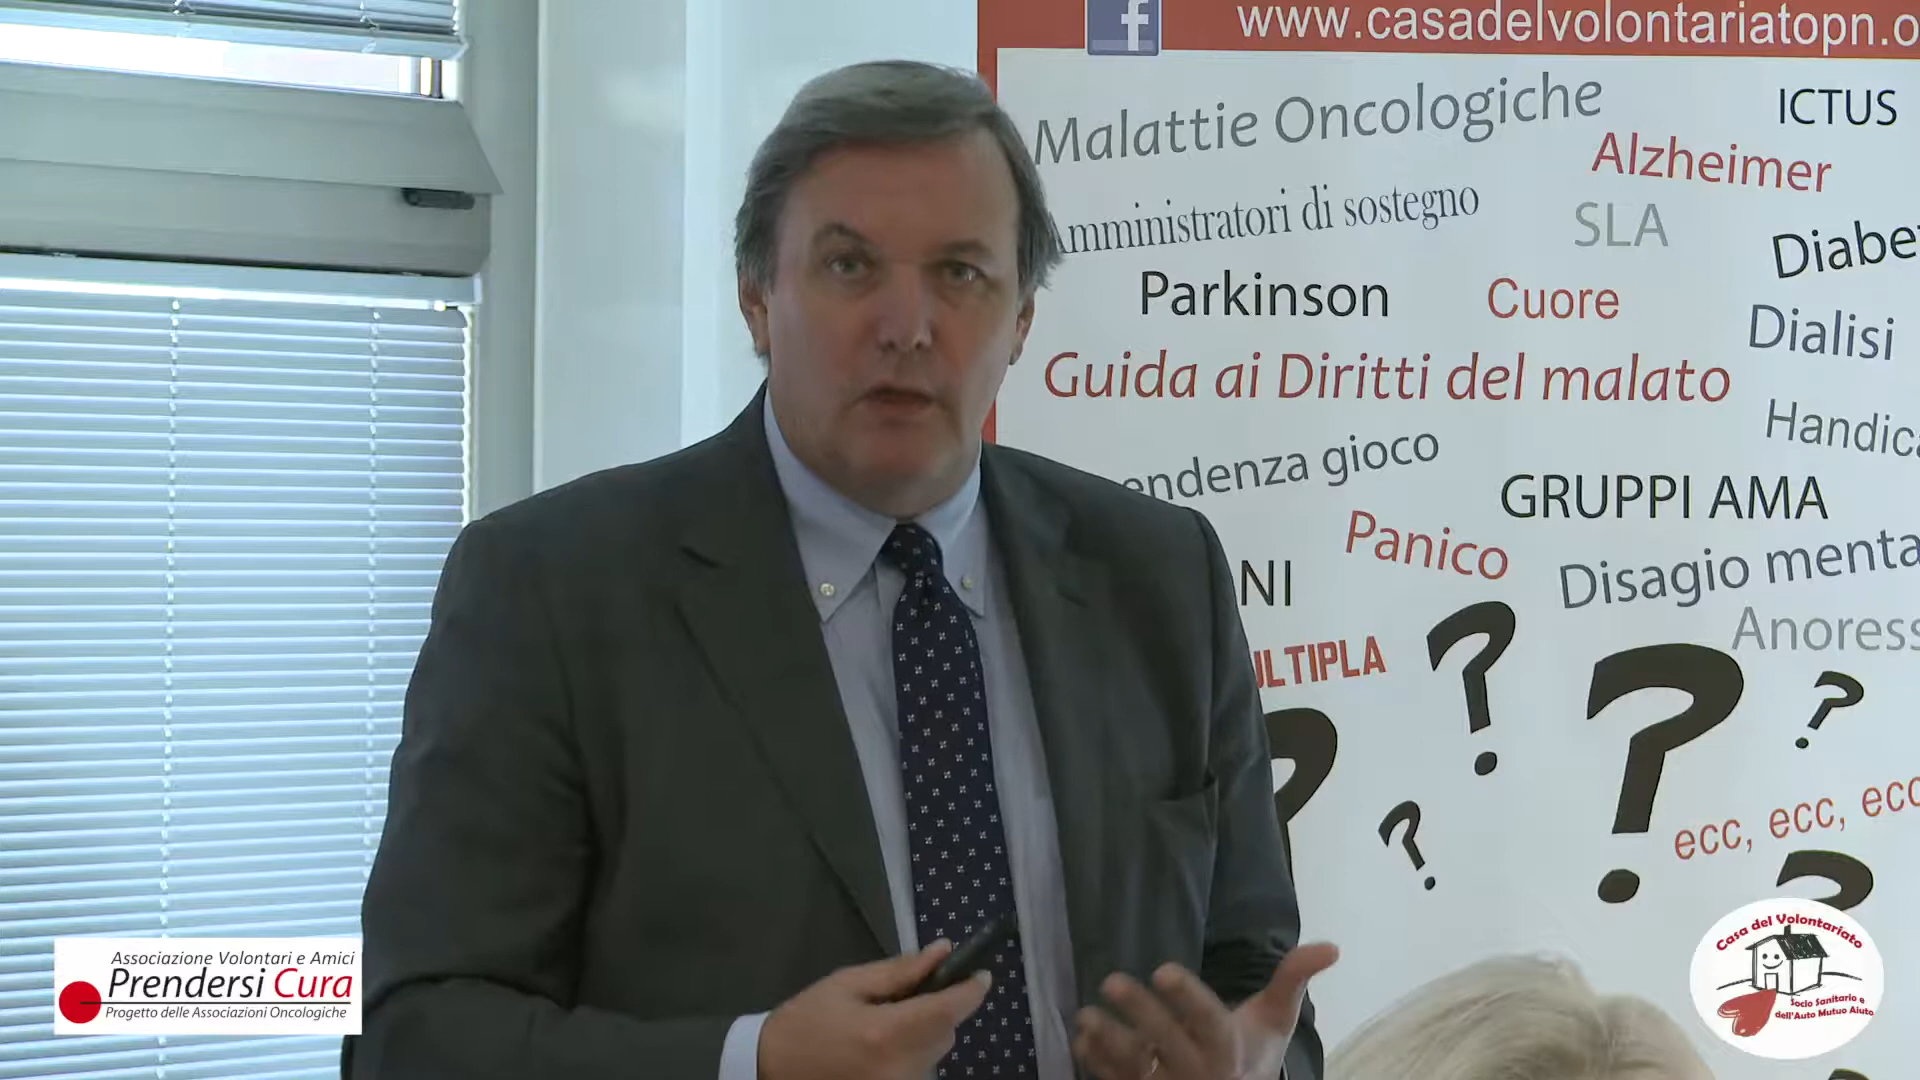 f www.casadelvolontariatopn.o
Malattie Oncologiche
ICTUS
Alzheimer
Amministratori di sostegno
SLA
Diabe
Parkinson
Cuore
Dialisi
Guida ai Diritti del malato
Handica
endenza gioco
GRUPPI AMA
Panico
NI
Disagio menta
Anoress
ULTIPLA
? ? ?
? ?
ecc, ecc, ecc
?
Associazione Volontari e Amici
Prendersi Cura
Progetto delle Associazioni Oncologiche
Casa del Volontariato
Socio Sanitario e
dell'Auto Mutuo Aiuto